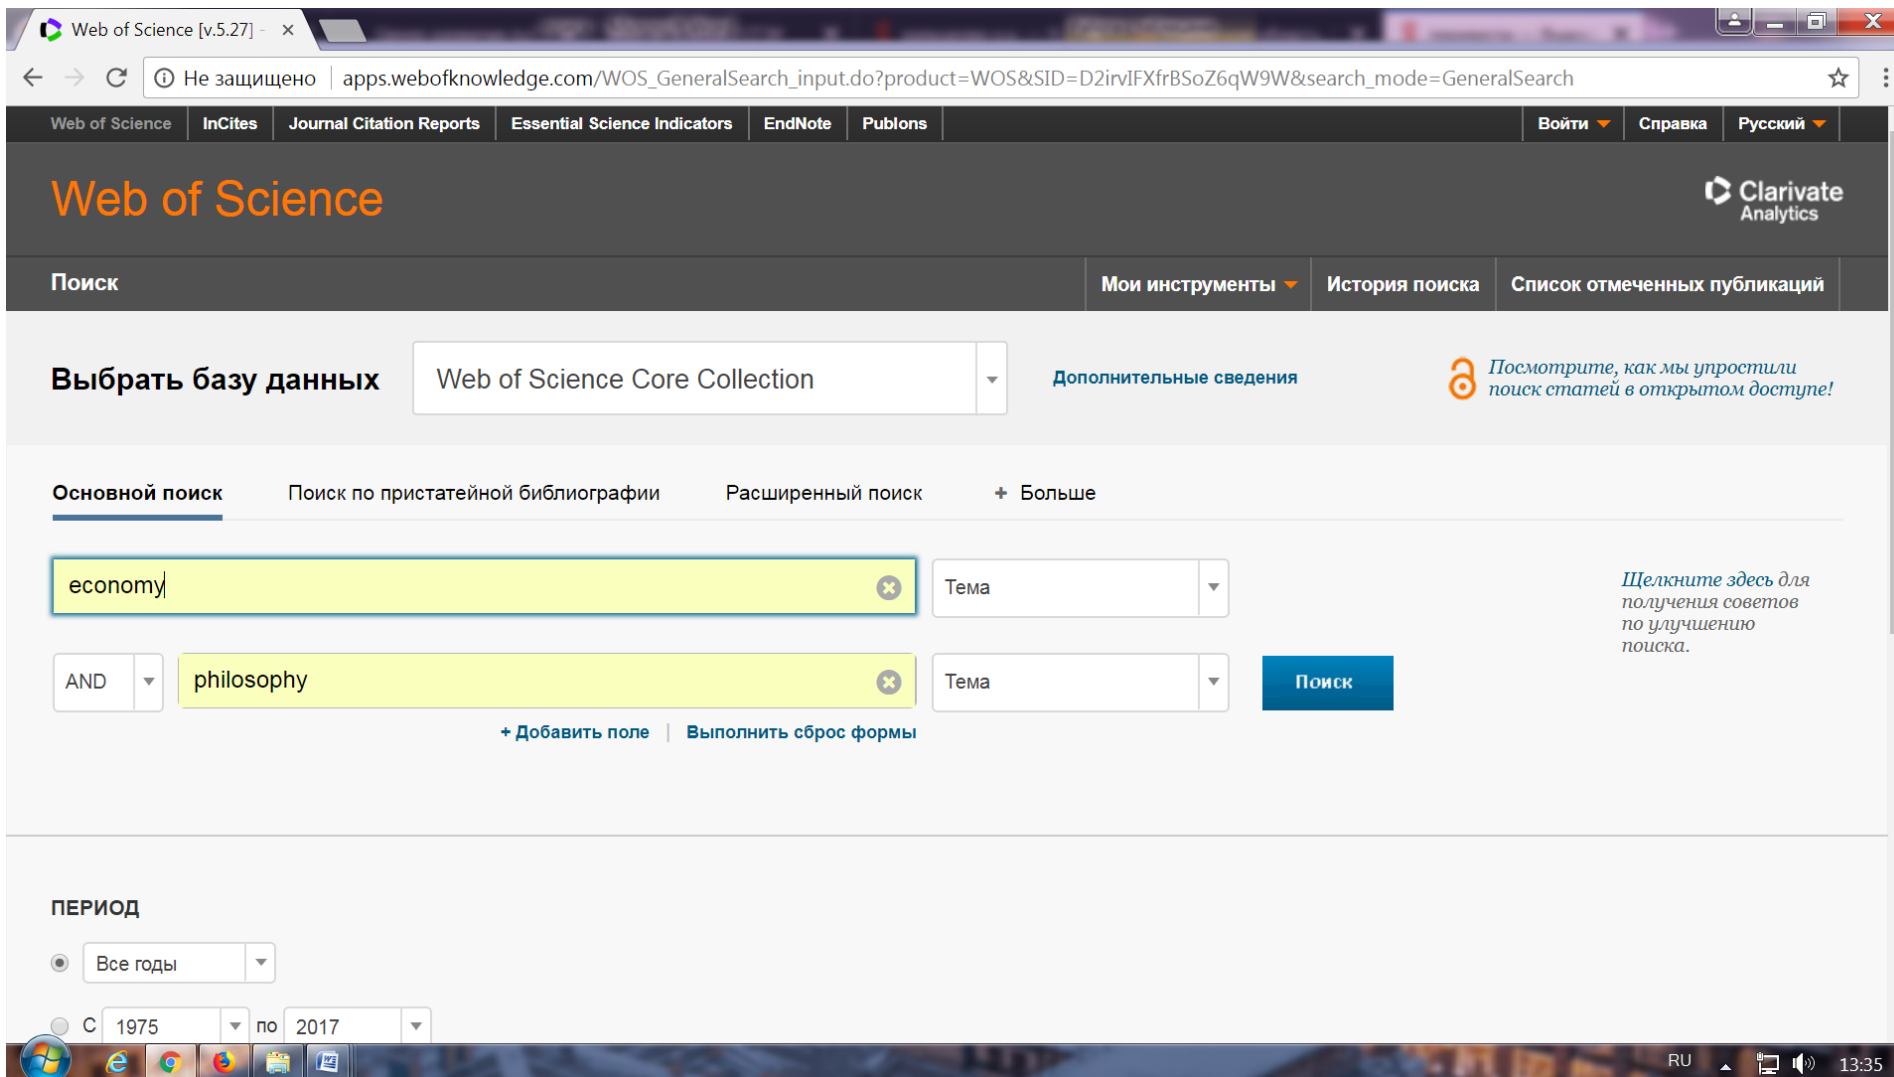 Web of Science [v.5.27] -
Не защищено | apps.webofknowledge.com/WOS_GeneralSearch_input.do?product=WOS&SID=D2irvIFXfrBSoZ6qW9W&search_mode=GeneralSearch
Web of Science InCites Journal Citation Reports Essential Science Indicators EndNote Publons Войти Справка Русский
Web of Science
Clarivate
Analytics
Поиск Мои инструменты История поиска Список отмеченных публикаций
Выбрать базу данных Web of Science Core Collection Дополнительные сведения
Посмотрите, как мы упростили
поиск статей в открытом доступе!
Основной поиск Поиск по пристатейной библиографии Расширенный поиск + Больше
economy Тема
Щелкните здесь для
получения советов
по улучшению
поиска.
AND philosophy Тема Поиск
+ Добавить поле | Выполнить сброс формы
ПЕРИОД
Все годы
С 1975 по 2017
RU 13:35